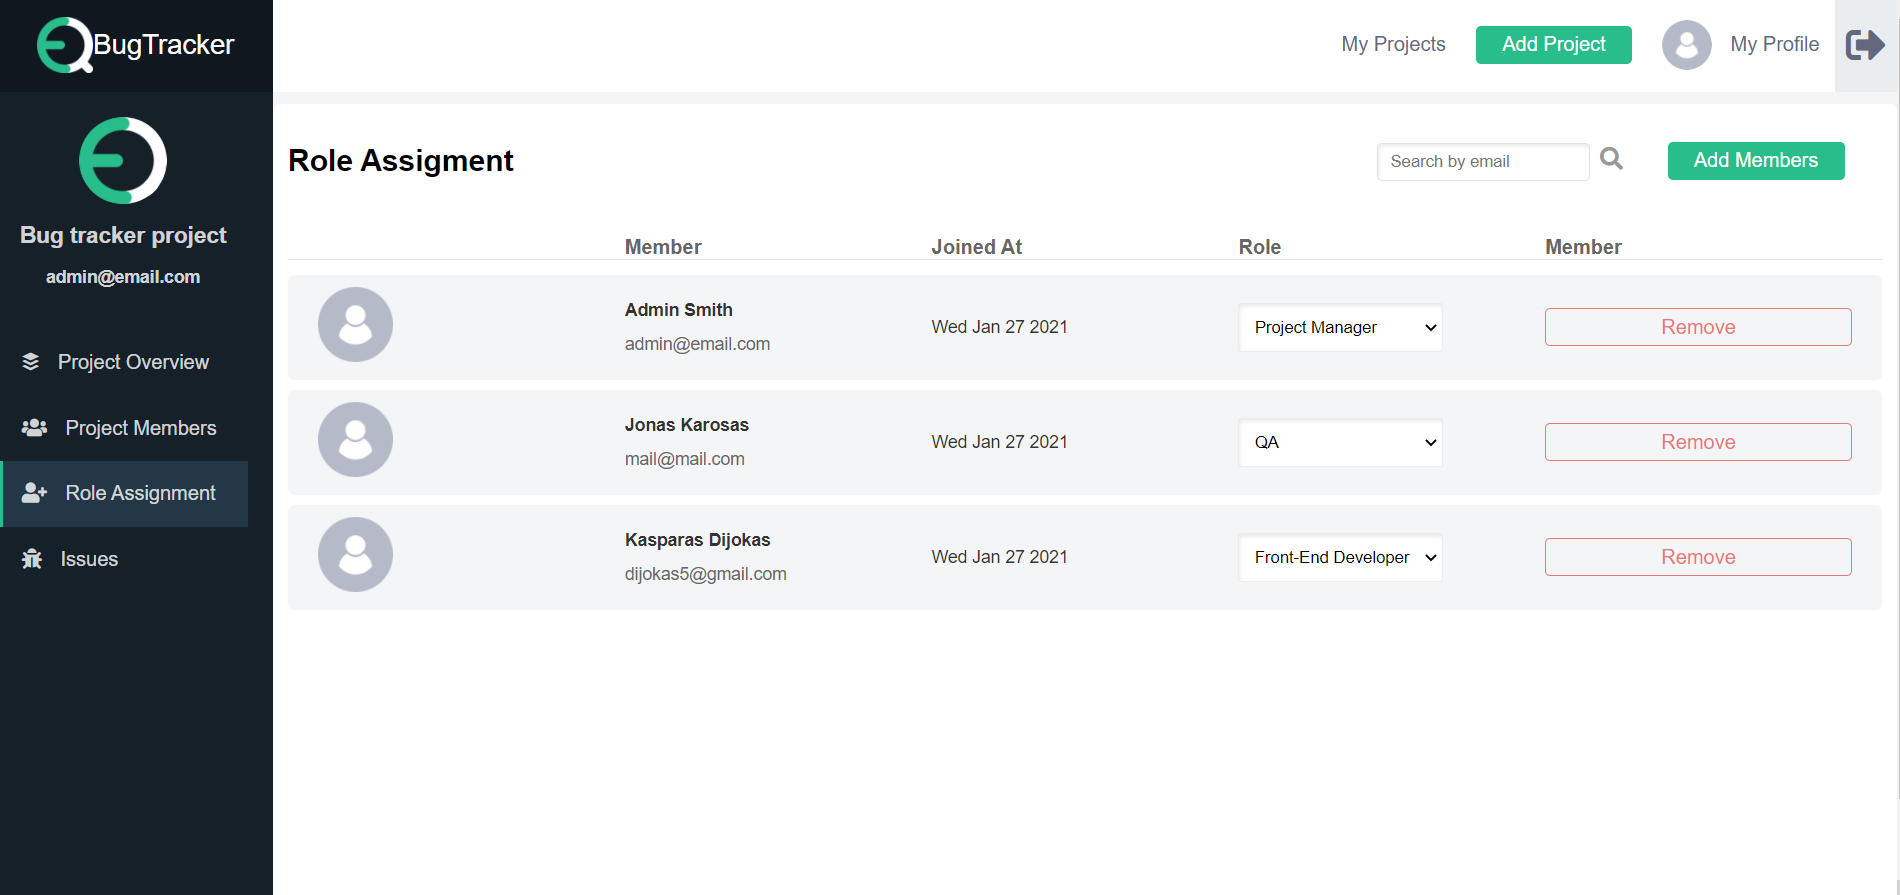 BugTracker
My Projects
Add Project
My Profile
Bug tracker project
admin@email.com
Project Overview
Project Members
Role Assignment
Issues
Role Assigment
Search by email
Add Members
Member Joined At Role Member
Admin Smith
admin@email.com
Wed Jan 27 2021
Project Manager
Remove
Jonas Karosas
mail@mail.com
Wed Jan 27 2021
QA
Remove
Kasparas Dijokas
dijokas5@gmail.com
Wed Jan 27 2021
Front-End Developer
Remove